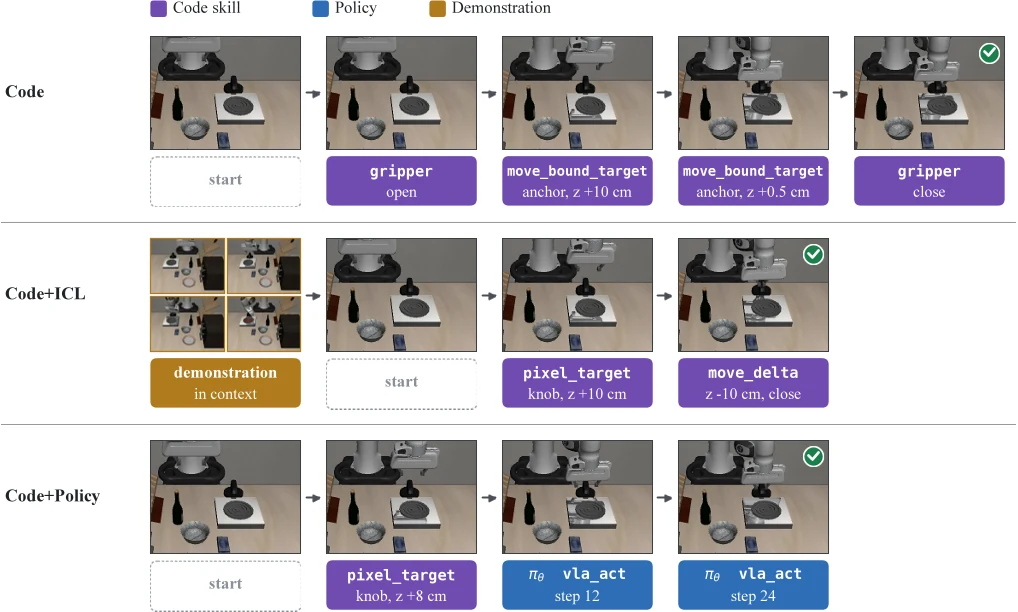 Code skill
Policy
Demonstration
Code
start
gripper
open
move_bound_target
anchor, z +10 cm
move_bound_target
anchor, z +0.5 cm
gripper
close
Code+ICL
demonstration
in context
start
pixel_target
knob, z +10 cm
move_delta
z -10 cm, close
Code+Policy
start
pixel_target
knob, z +8 cm
πθ vla_act
step 12
πθ vla_act
step 24